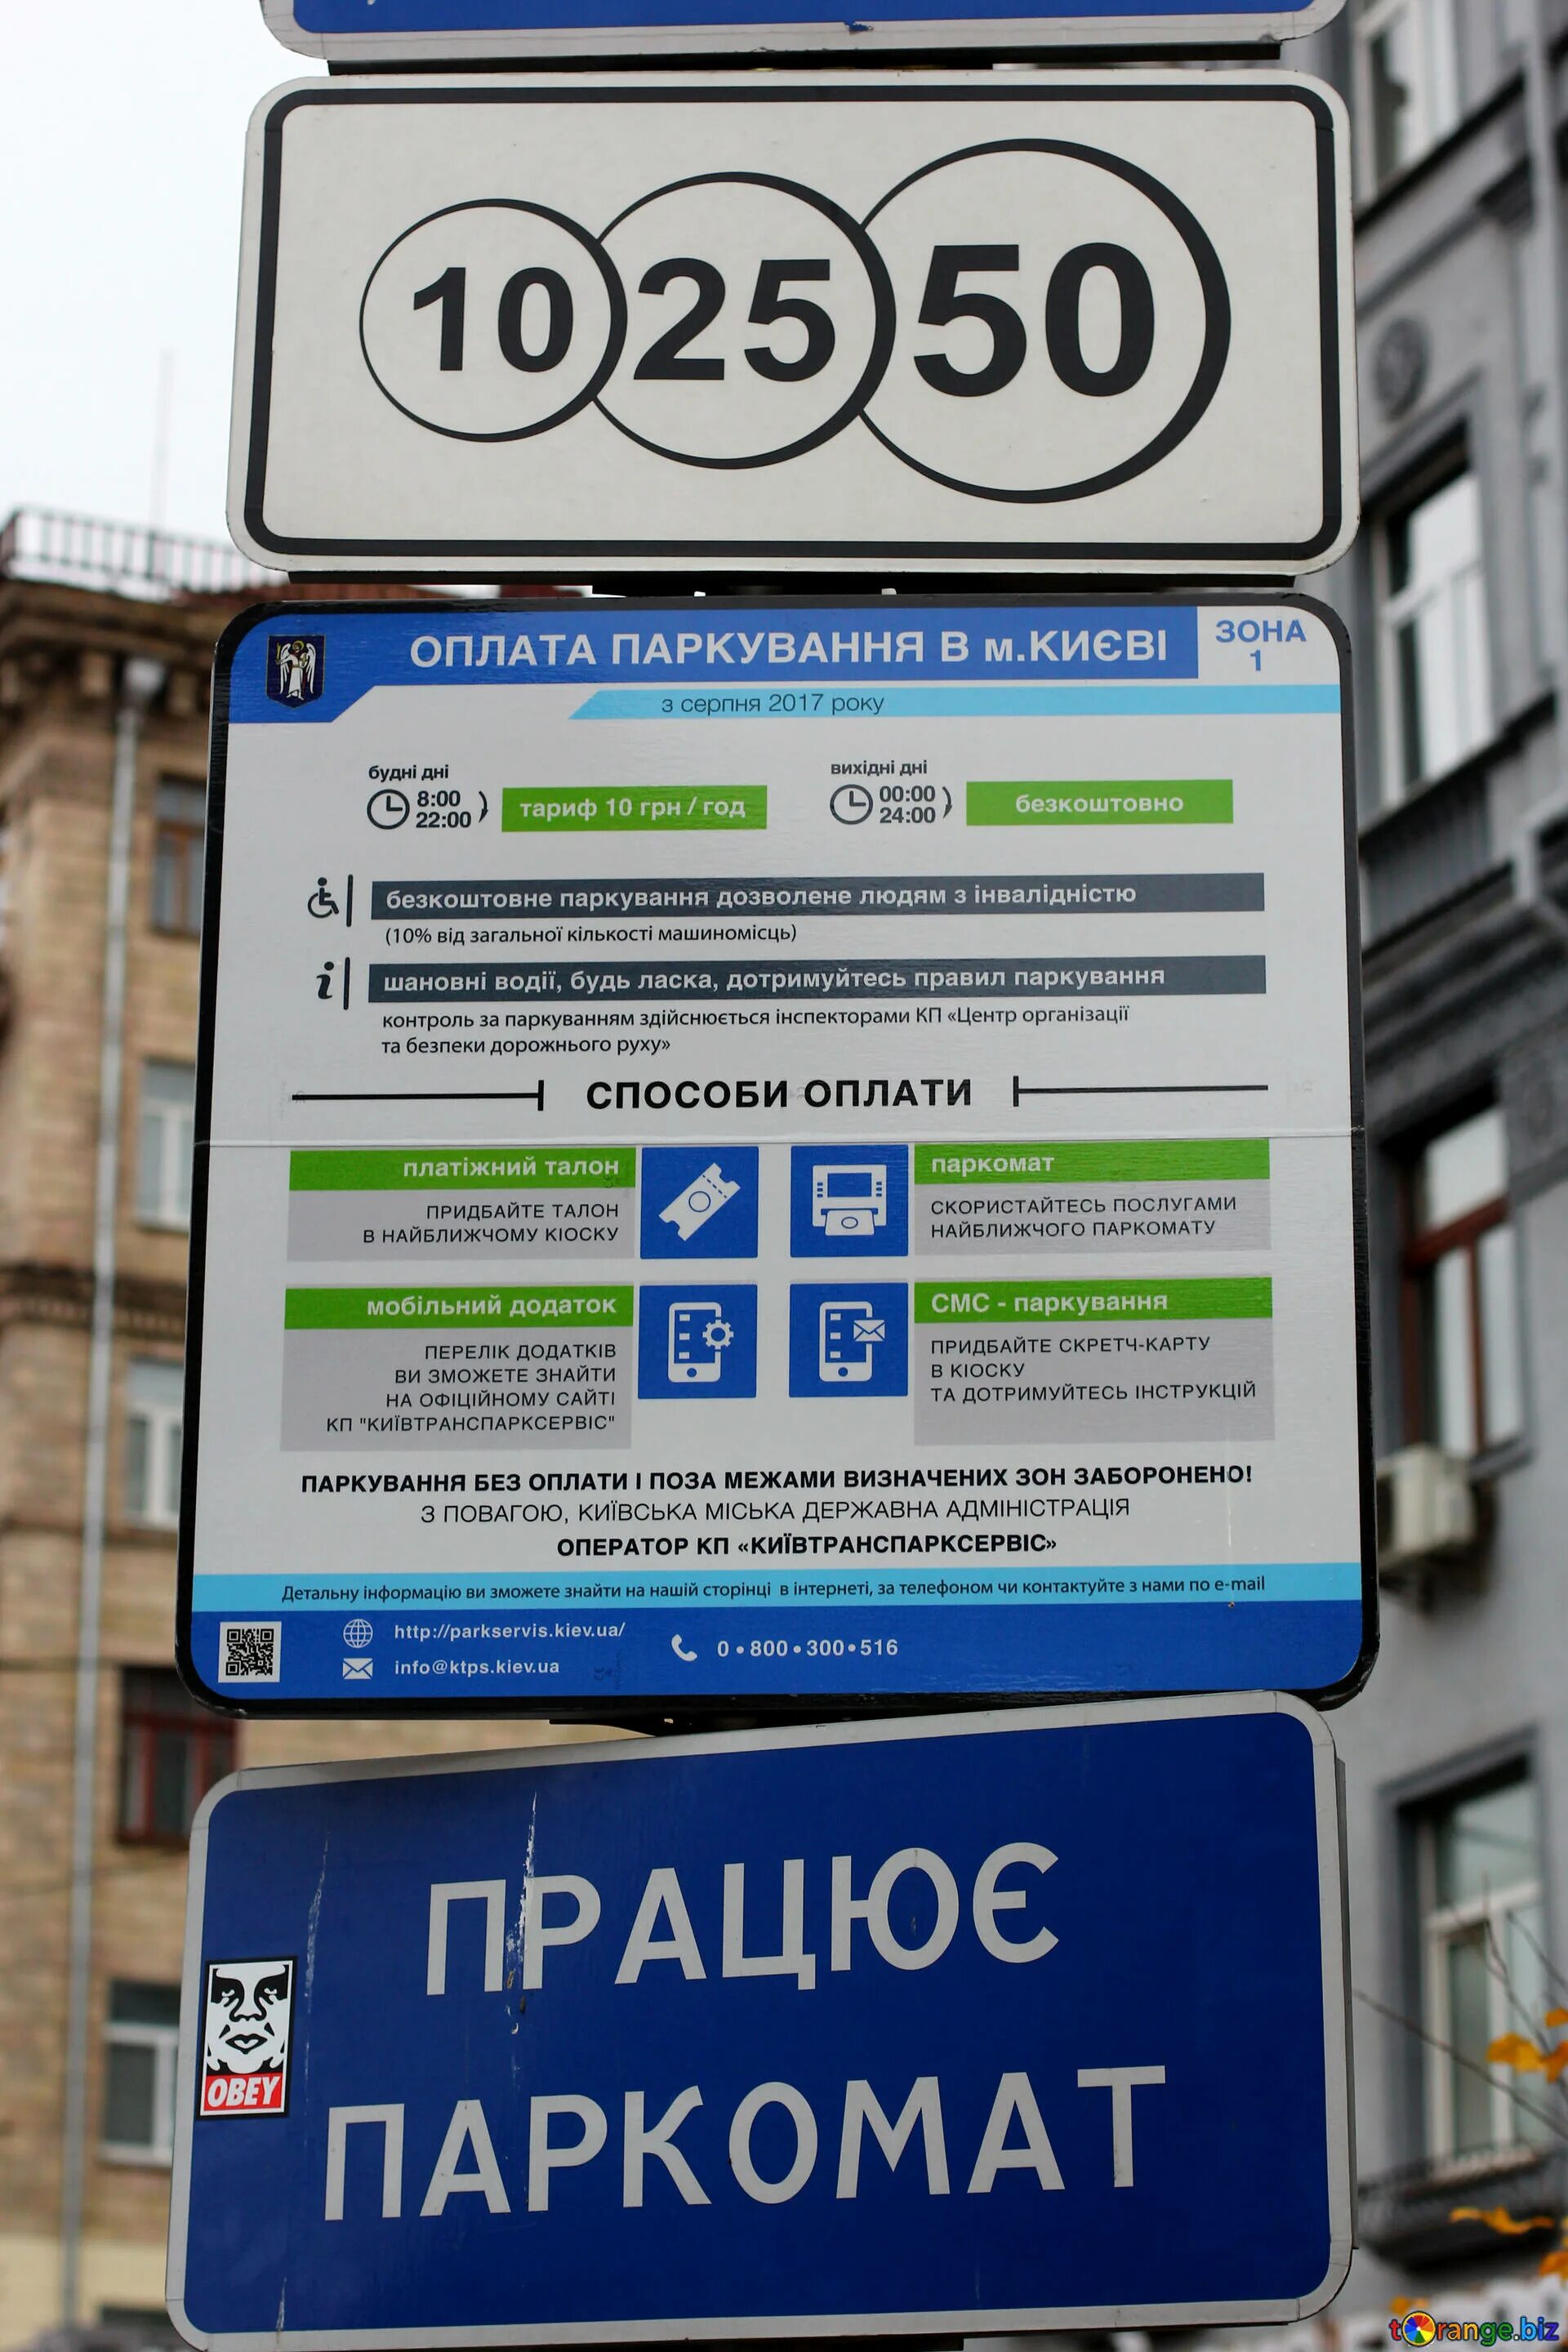 10 25 50
ОПЛАТА ПАРКУВАННЯ В м.КИЄВІ
ЗОНА
1
з серпня 2017 року
будні дні
8:00
22:00
тариф 10 грн / год
вихідні дні
00:00
24:00
безкоштовно
безкоштовне паркування дозволене людям з інвалідністю
(10% від загальної кількості машиномісць)
шановні водії, будь ласка, дотримуйтесь правил паркування
контроль за паркуванням здійснюється інспекторами КП «Центр організації
та безпеки дорожнього руху»
СПОСОБИ ОПЛАТИ
платіжний талон
ПРИДБАЙТЕ ТАЛОН
В НАЙБЛИЖЧОМУ КІОСКУ
паркомат
СКОРИСТАЙТЕСЬ ПОСЛУГАМИ
НАЙБЛИЖЧОГО ПАРКОМАТУ
мобільний додаток
ПЕРЕЛІК ДОДАТКІВ
ВИ ЗМОЖЕТЕ ЗНАЙТИ
НА ОФІЦІЙНОМУ САЙТІ
КП "КИЇВТРАНСПАРКСЕРВІС"
СМС - паркування
ПРИДБАЙТЕ СКРЕТЧ-КАРТУ
В КІОСКУ
ТА ДОТРИМУЙТЕСЬ ІНСТРУКЦІЙ
ПАРКУВАННЯ БЕЗ ОПЛАТИ І ПОЗА МЕЖАМИ ВИЗНАЧЕНИХ ЗОН ЗАБОРОНЕНО!
З ПОВАГОЮ, КИЇВСЬКА МІСЬКА ДЕРЖАВНА АДМІНІСТРАЦІЯ
ОПЕРАТОР КП «КИЇВТРАНСПАРКСЕРВІС»
Детальну інформацію ви зможете знайти на нашій сторінці в інтернеті, за телефоном чи контактуйте з нами по e-mail
http://parkservis.kiev.ua/
info@ktps.kiev.ua
0•800•300•516
ПРАЦЮЄ
ПАРКОМАТ
OBEY
torange.biz